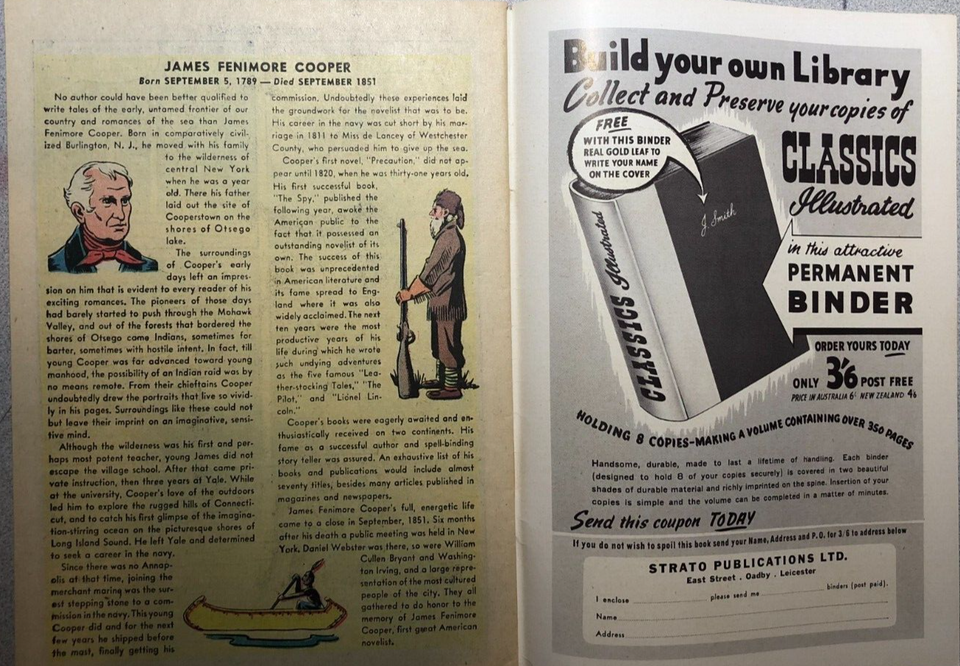 JAMES FENIMORE COOPER
Born SEPTEMBER 5, 1789 — Died SEPTEMBER 1851
No author could have been better qualified to
write tales of the early, untamed frontier of our
country and romances of the sea than James
Fenimore Cooper. Born in comparatively civil-
ized Burlington, N. J., he moved with his family
to the wilderness of
central New York
when he was a year
old. There his father
laid out the site of
Cooperstown on the
shores of Otsego
lake.
The surroundings
of Cooper's early
days left an impres-
sion on him that is evident to every reader of his
exciting romances. The pioneers of those days
had barely started to push through the Mohawk
Valley, and out of the forests that bordered the
shores of Otsego came Indians, sometimes for
barter, sometimes with hostile intent. In fact, till
young Cooper was far advanced toward young
manhood, the possibility of an Indian raid was by
no means remote. From their chieftains Cooper
undoubtedly drew the portraits that live so vivid-
ly in his pages. Surroundings like these could not
but leave their imprint on an imaginative, sensi-
tive mind.
Although the wilderness was his first and per-
haps most potent teacher, young James did not
escape the village school. After that came pri-
vate instruction, then three years at Yale. While
at the university, Cooper's love of the outdoors
led him to explore the rugged hills of Connecti-
cut, and to catch his first glimpse of the imagina-
tion-stirring ocean on the picturesque shores of
Long Island Sound. He left Yale and determined
to seek a career in the navy.
Since there was no Annap-
olis at that time, joining the
merchant marine was the sur-
est stepping stone to a com-
mission in the navy. This young
Cooper did and for the next
few years he shipped before
the mast, finally getting his
commission. Undoubtedly these experiences laid
the groundwork for the novelist that was to be.
His career in the navy was cut short by his mar-
riage in 1811 to Miss de Lancey of Westchester
County, who persuaded him to give up the sea.
Cooper's first novel, "Precaution," did not ap-
pear until 1820, when he was thirty-one years old.
His first successful book,
"The Spy," published the
following year, awoke the
American public to the
fact that it possessed an
outstanding novelist of its
own. The success of this
book was unprecedented
in American literature and
its fame spread to Eng-
land where it was also
widely acclaimed. The next
ten years were the most
productive years of his
life during which he wrote
such undying adventures
as the five famous "Lea-
ther-stocking Tales," "The
Pilot," and "Lionel Lin-
coln."
Cooper's books were eagerly awaited and en-
thusiastically received on two continents. His
fame as a successful author and spell-binding
story teller was assured. An exhaustive list of his
books and publications would include almost
seventy titles, besides many articles published in
magazines and newspapers.
James Fenimore Cooper's full, energetic life
came to a close in September, 1851. Six months
after his death a public meeting was held in New
York. Daniel Webster was there, so were William
Cullen Bryant and Washing-
ton Irving, and a large repre-
sentation of the most cultured
people of the city. They all
gathered to do honor to the
memory of James Fenimore
Cooper, first great American
novelist.
Build your own Library
Collect and Preserve your copies of
CLASSICS
Illustrated
FREE
WITH THIS BINDER
REAL GOLD LEAF TO
WRITE YOUR NAME
ON THE COVER
J. Smith
CLASSICS Illustrated
in this attractive
PERMANENT
BINDER
ORDER YOURS TODAY
ONLY 3'6 POST FREE
PRICE IN AUSTRALIA 6/- NEW ZEALAND 4/6
HOLDING 8 COPIES-MAKING A VOLUME CONTAINING OVER 350 PAGES
Handsome, durable, made to last a lifetime of handling. Each binder
(designed to hold 8 of your copies securely) is covered in two beautiful
shades of durable material and richly imprinted on the spine. Insertion of your
copies is simple and the volume can be completed in a matter of minutes.
Send this coupon TODAY
If you do not wish to spoil this book send your Name, Address and P.O. for 3/6 to address below
STRATO PUBLICATIONS LTD.
East Street . Oadby . Leicester
I enclose please send me binders (post paid).
Name
Address